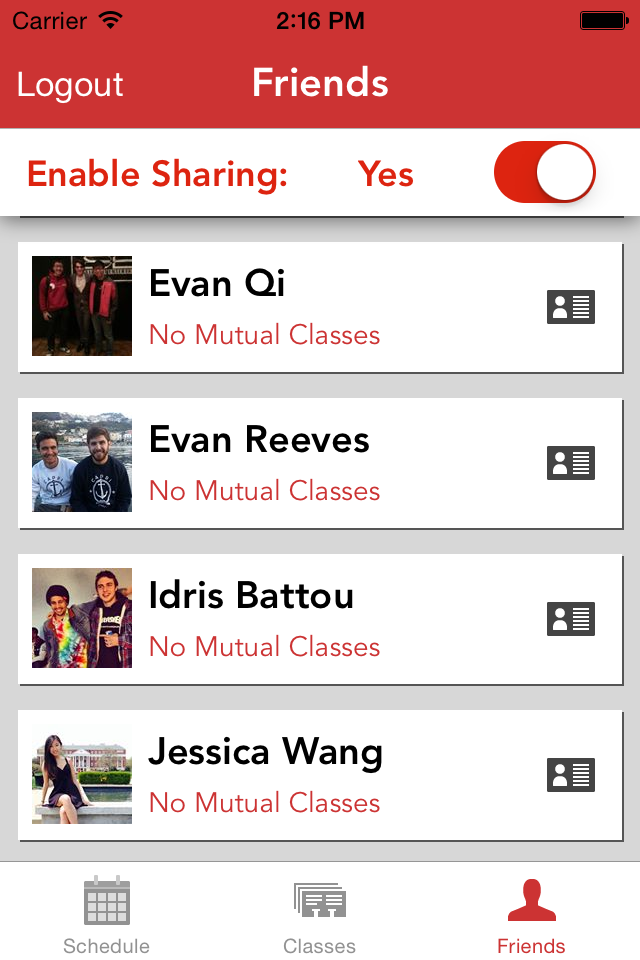 Carrier 2:16 PM
Logout Friends
Enable Sharing: Yes
Evan Qi
No Mutual Classes
Evan Reeves
No Mutual Classes
Idris Battou
No Mutual Classes
Jessica Wang
No Mutual Classes
Schedule Classes Friends